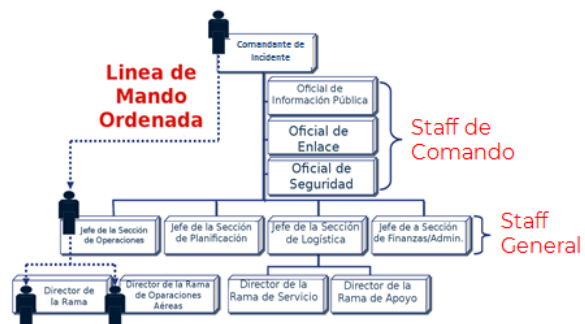 Comandante de
Incidente
Linea de
Mando
Ordenada
Oficial de
Información Pública
Oficial de
Enlace
Oficial de
Seguridad
Staff de
Comando
Jefe de la Sección
de Operaciones
Jefe de la Sección
de Planificación
Jefe de la Sección
de Logística
Jefe de a Sección de
Finanzas/Admin.
Staff
General
Director de
la Rama
Director de la Rama
de Operaciones
Aéreas
Director de la
Rama de Servicio
Director de la
Rama de Apoyo